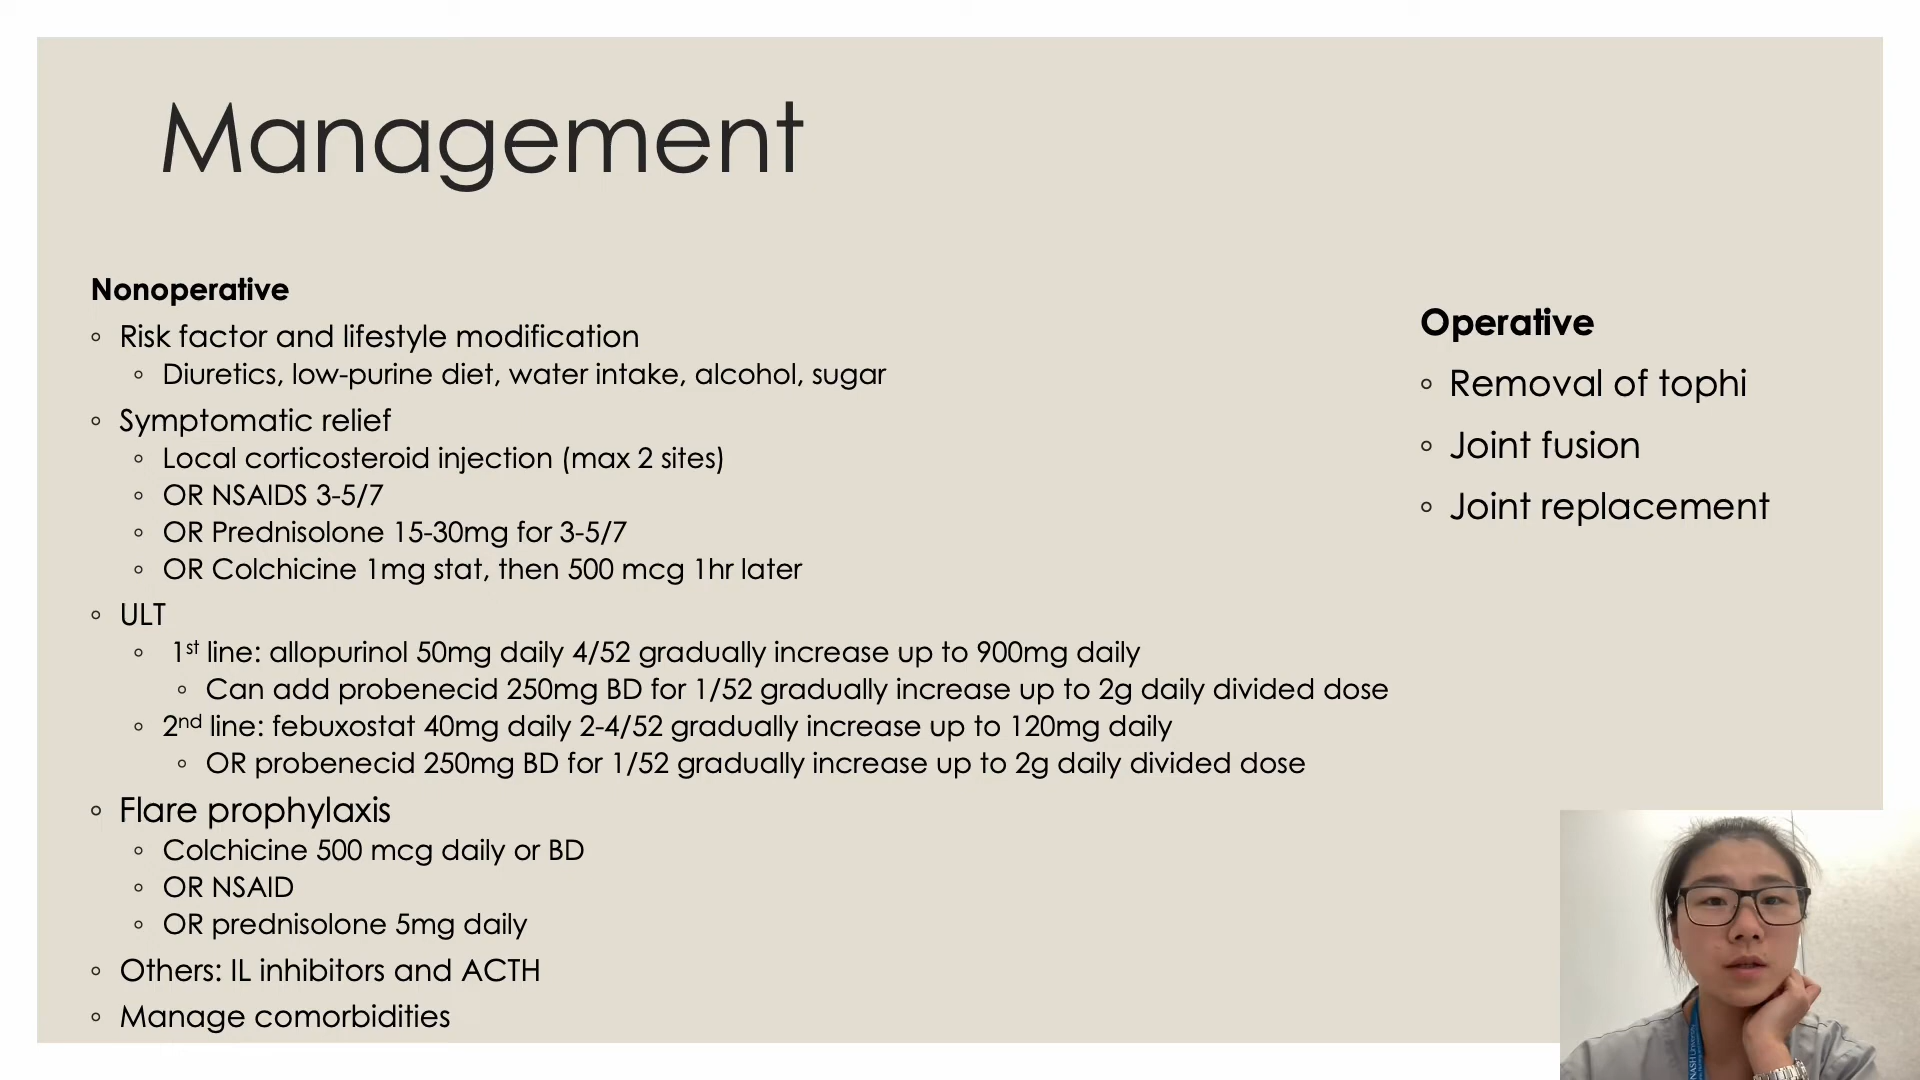 Management
Nonoperative
◦ Risk factor and lifestyle modification
◦ Diuretics, low-purine diet, water intake, alcohol, sugar
◦ Symptomatic relief
◦ Local corticosteroid injection (max 2 sites)
◦ OR NSAIDS 3-5/7
◦ OR Prednisolone 15-30mg for 3-5/7
◦ OR Colchicine 1mg stat, then 500 mcg 1hr later
◦ ULT
◦ 1st line: allopurinol 50mg daily 4/52 gradually increase up to 900mg daily
◦ Can add probenecid 250mg BD for 1/52 gradually increase up to 2g daily divided dose
◦ 2nd line: febuxostat 40mg daily 2-4/52 gradually increase up to 120mg daily
◦ OR probenecid 250mg BD for 1/52 gradually increase up to 2g daily divided dose
◦ Flare prophylaxis
◦ Colchicine 500 mcg daily or BD
◦ OR NSAID
◦ OR prednisolone 5mg daily
◦ Others: IL inhibitors and ACTH
◦ Manage comorbidities
Operative
◦ Removal of tophi
◦ Joint fusion
◦ Joint replacement